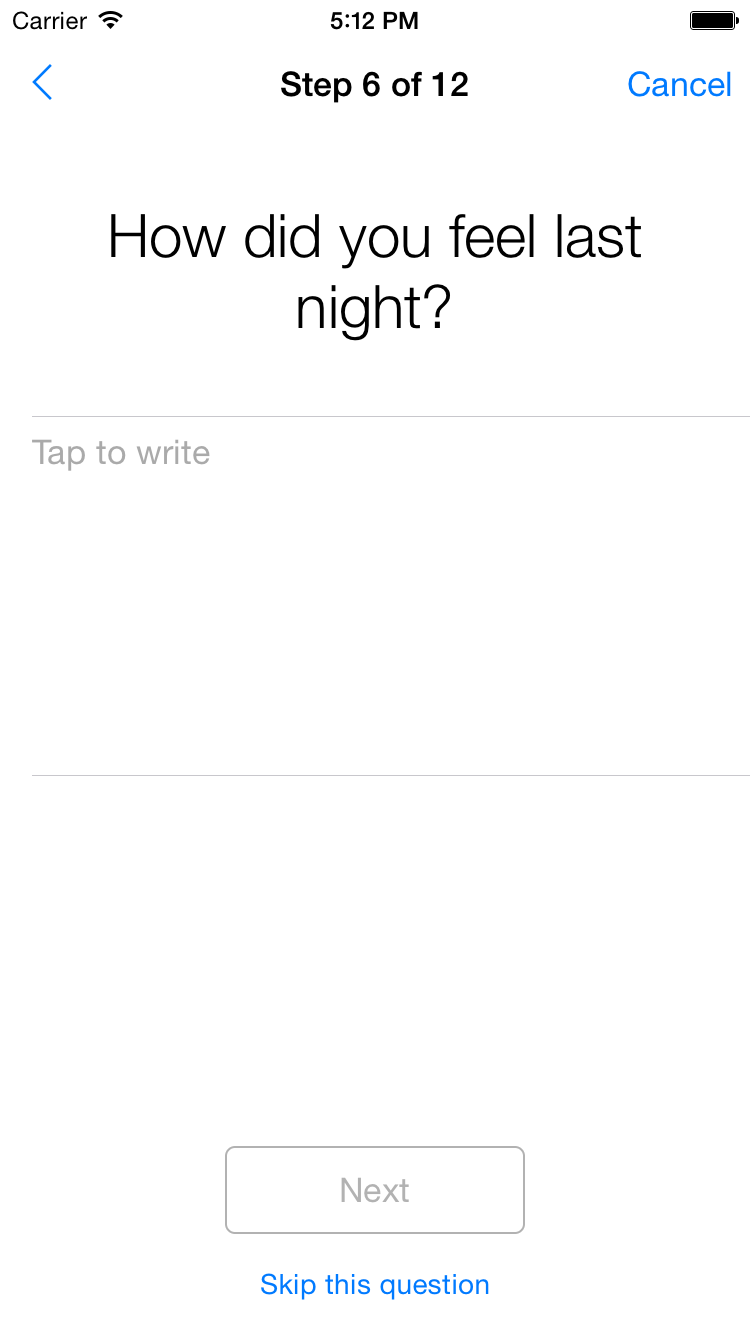 Carrier 5:12 PM
Step 6 of 12 Cancel
How did you feel last
night?
Tap to write
Next
Skip this question